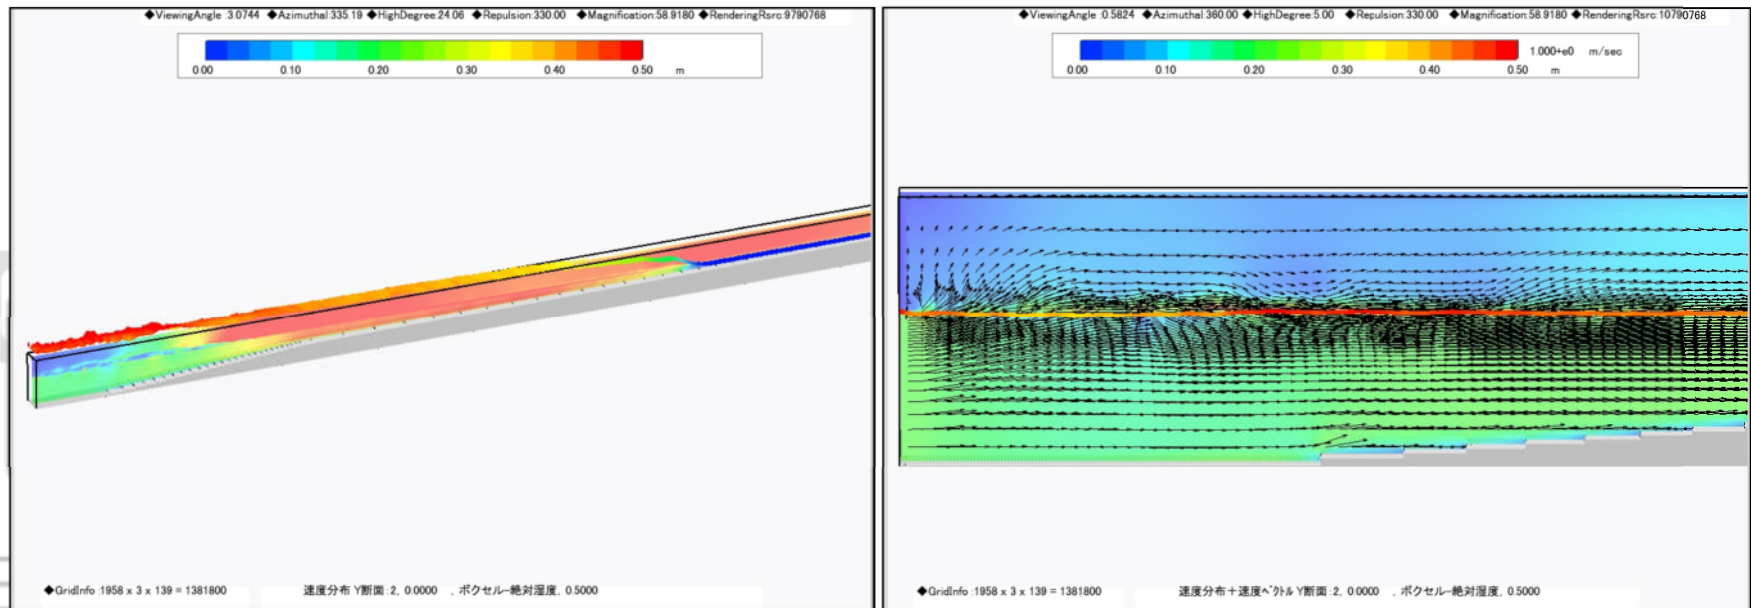 ◆ViewingAngle :3.0744 ◆Azimuthal:335.19 ◆HighDegree:24.06 ◆Repulsion:330.00 ◆Magnification:58.9180 ◆RenderingRsrc:9790768
0.00 0.10 0.20 0.30 0.40 0.50 m
◆GridInfo :1958 x 3 x 139 = 1381800 速度分布 Y断面:2, 0.0000 , ボクセル-絶対湿度, 0.5000
◆ViewingAngle :0.5824 ◆Azimuthal:360.00 ◆HighDegree:5.00 ◆Repulsion:330.00 ◆Magnification:58.9180 ◆RenderingRsrc:10790768
1.000+e0 m/sec
0.00 0.10 0.20 0.30 0.40 0.50 m
◆GridInfo :1958 x 3 x 139 = 1381800 速度分布+速度ベクトル Y断面:2, 0.0000 , ボクセル-絶対湿度, 0.5000